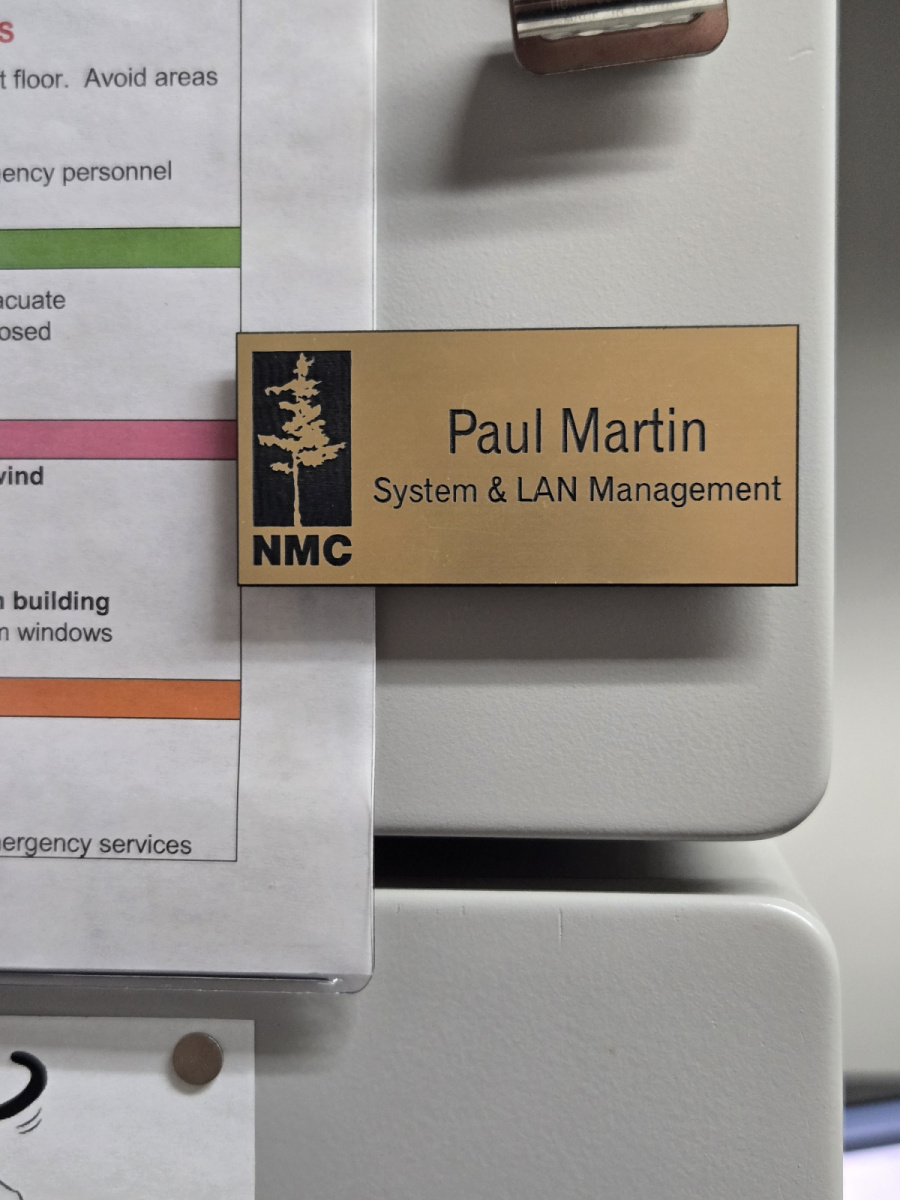 t floor. Avoid areas
ency personnel
acuate
osed
wind
building
windows
ergency services
NMC
Paul Martin
System & LAN Management